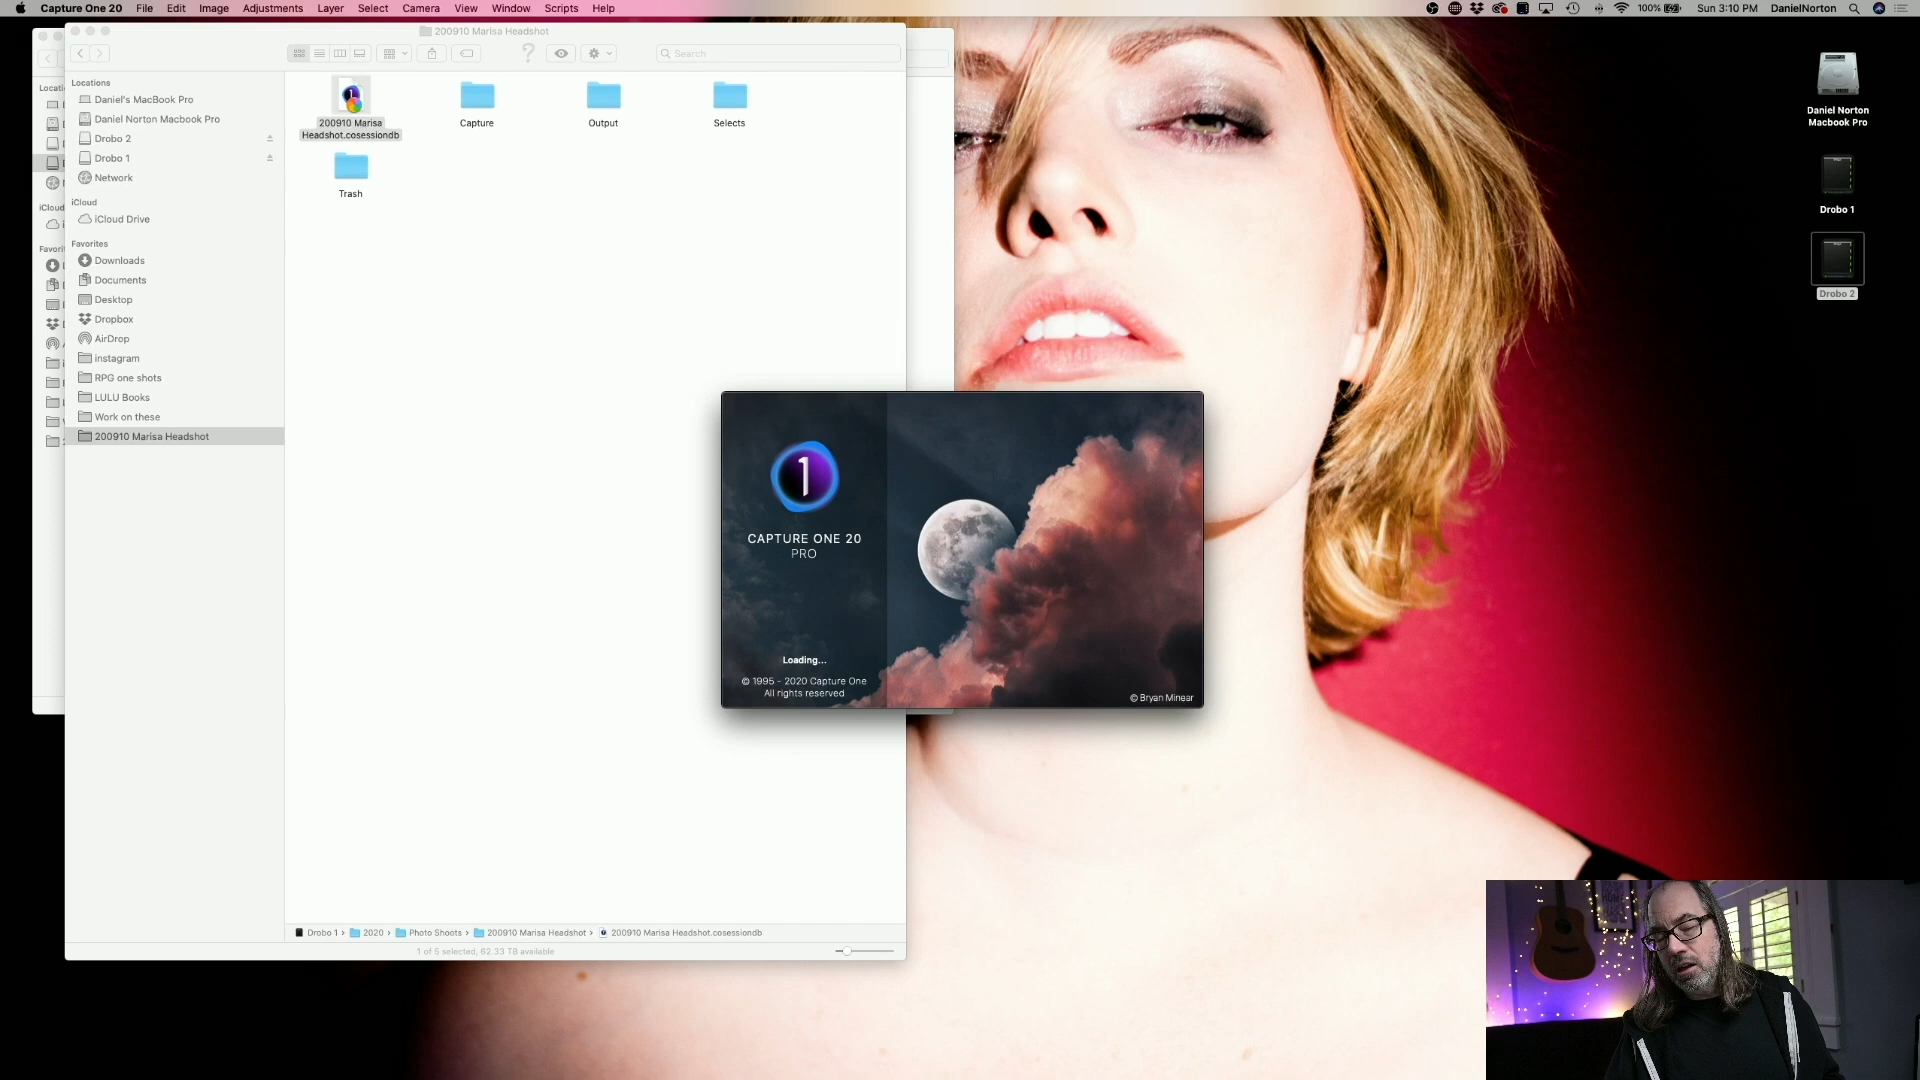 Capture One 20 File Edit Image Adjustments Layer Select Camera View Window Scripts Help 100% Sun 3:10 PM DanielNorton
200910 Marisa Headshot
Search
Locations
Daniel's MacBook Pro
Daniel Norton Macbook Pro
Drobo 2
Drobo 1
Network
iCloud
iCloud Drive
Favorites
Downloads
Documents
Desktop
Dropbox
AirDrop
instagram
RPG one shots
LULU Books
Work on these
200910 Marisa Headshot
200910 Marisa
Headshot.cosessiondb
Capture
Output
Selects
Trash
1
CAPTURE ONE 20
PRO
Loading...
© 1995 - 2020 Capture One
All rights reserved
© Bryan Minear
Drobo 1 › 2020 › Photo Shoots › 200910 Marisa Headshot › 200910 Marisa Headshot.cosessiondb
1 of 5 selected, 62.33 TB available
Daniel Norton
Macbook Pro
Drobo 1
Drobo 2